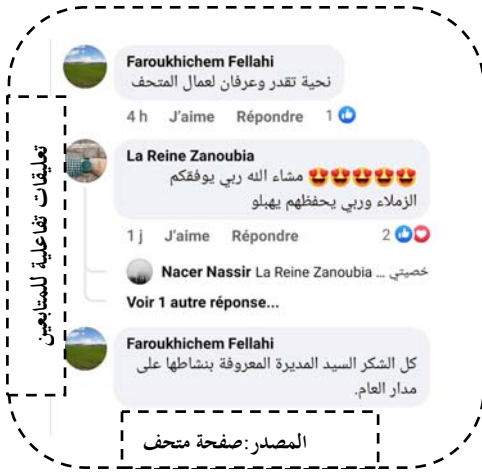 Faroukhichem Fellahi
نحية تقدر وعرفان لعمال المتحف
4 h J'aime Répondre 1
La Reine Zanoubia
😍😍😍😍😍 مشاء الله ربي يوفقكم
الزملاء وربي يحفظهم يهبلو
1 j J'aime Répondre 2
Nacer Nassir La Reine Zanoubia ... خصيتي
Voir 1 autre réponse...
Faroukhichem Fellahi
كل الشكر السيد المديرة المعروفة بنشاطها على
مدار العام.
تعليقات تفاعلية للمتابعين
المصدر:صفحة متحف